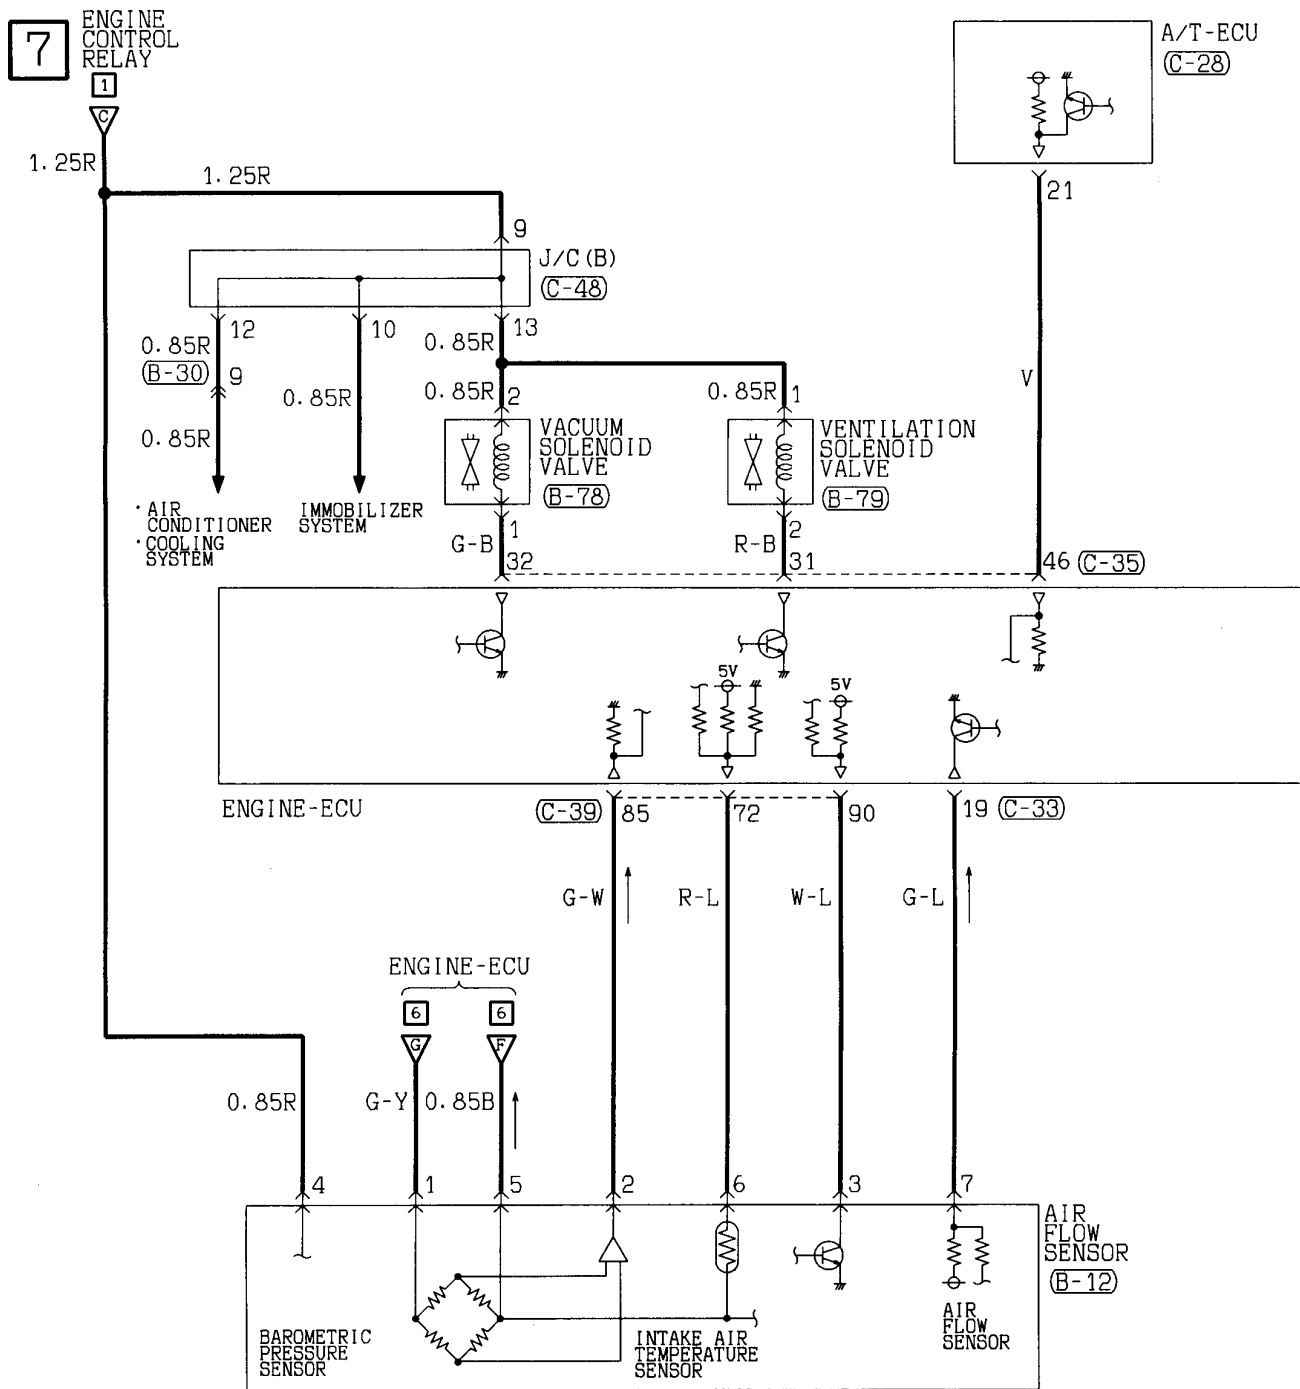 7
ENGINE
CONTROL
RELAY
1
C
1.25R
1.25R
A/T-ECU
(C-28)
21
9
J/C(B)
(C-48)
12
10
13
0.85R
(B-30)
9
0.85R
0.85R
0.85R
0.85R
2
0.85R
1
V
VACUUM
SOLENOID
VALVE
(B-78)
VENTILATION
SOLENOID
VALVE
(B-79)
· AIR
CONDITIONER
· COOLING
SYSTEM
IMMOBILIZER
SYSTEM
1
G-B
32
2
R-B
31
46
(C-35)
5V
5V
ENGINE-ECU
(C-39)
85
72
90
19
(C-33)
G-W
R-L
W-L
G-L
ENGINE-ECU
6
6
G
F
0.85R
G-Y
0.85B
4
1
5
2
6
3
7
AIR
FLOW
SENSOR
(B-12)
BAROMETRIC
PRESSURE
SENSOR
INTAKE AIR
TEMPERATURE
SENSOR
AIR
FLOW
SENSOR